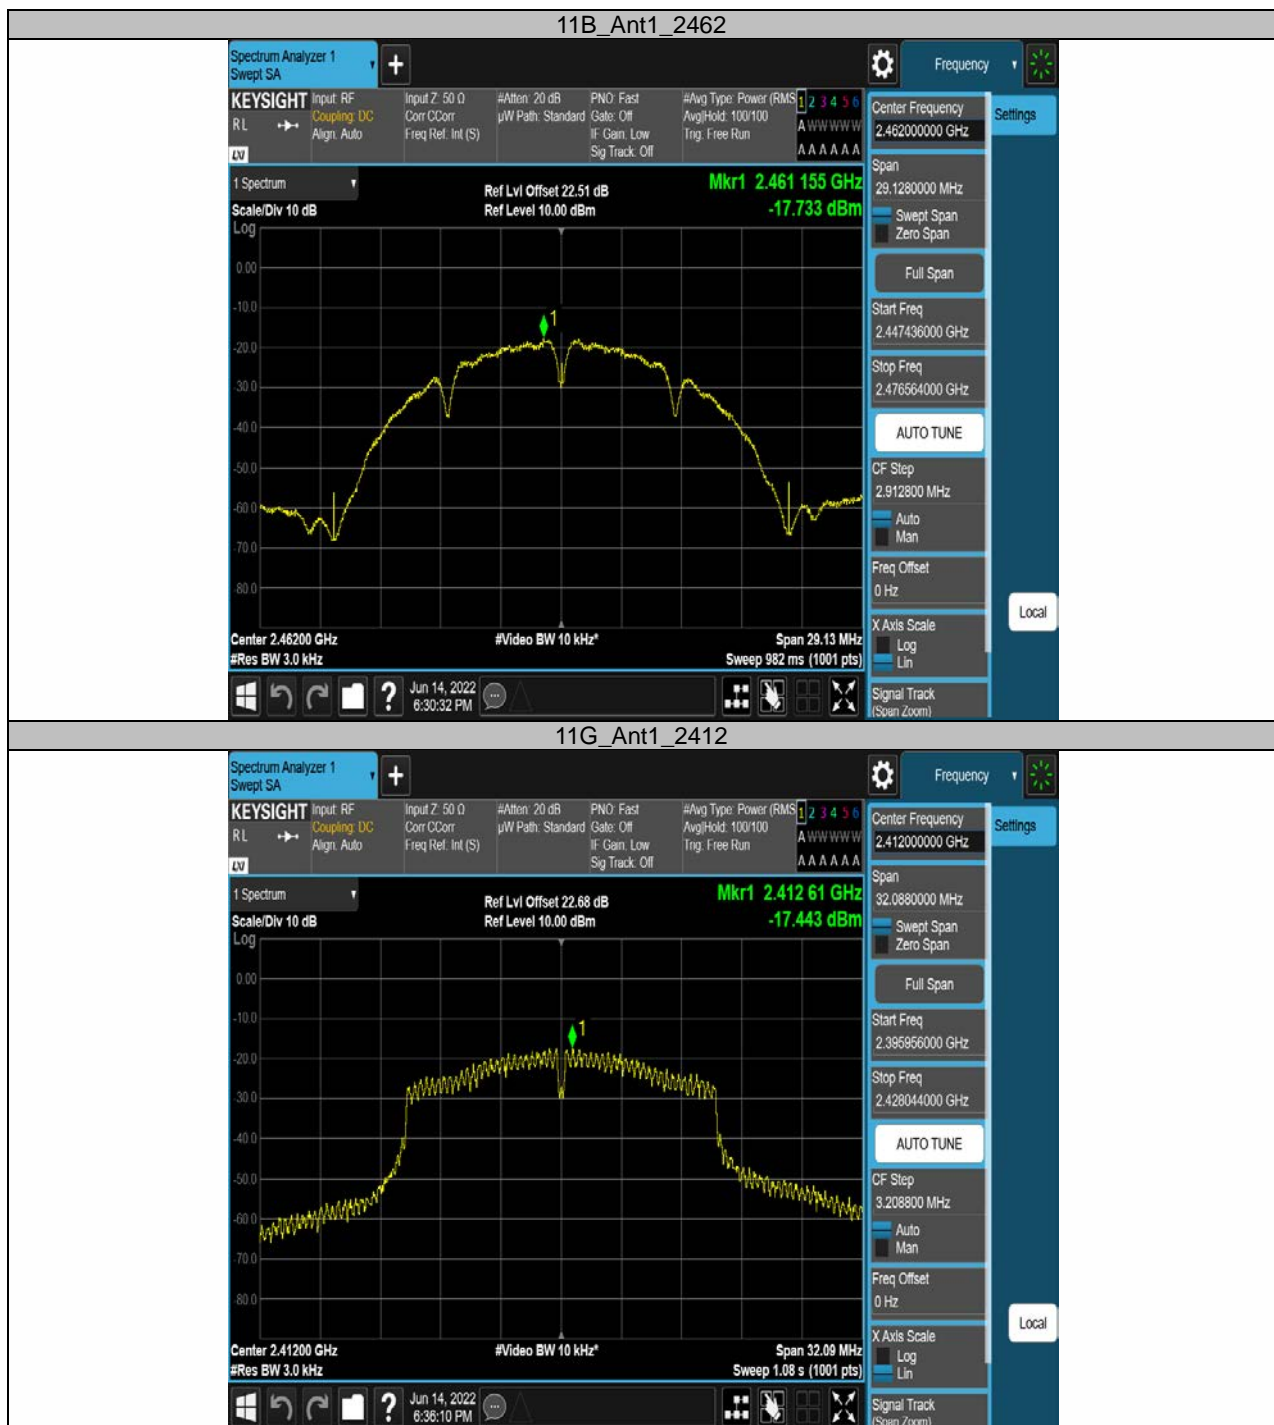 11B_Ant1_2462
Spectrum Analyzer 1
Swept SA
Frequency
KEYSIGHT
RL
LXI
Input: RF
Coupling: DC
Align: Auto
Input Z: 50 Ω
Corr CCorr
Freq Ref: Int (S)
#Atten: 20 dB
µW Path: Standard
PNO: Fast
Gate: Off
IF Gain: Low
Sig Track: Off
#Avg Type: Power (RMS
Avg|Hold: 100/100
Trig: Free Run
1 2 3 4 5 6
A W W W W W
A A A A A A
1 Spectrum
Scale/Div 10 dB
Ref Lvl Offset 22.51 dB
Ref Level 10.00 dBm
Mkr1 2.461 155 GHz
-17.733 dBm
Log
0.00
-10.0
-20.0
-30.0
-40.0
-50.0
-60.0
-70.0
-80.0
1
Center 2.46200 GHz
#Res BW 3.0 kHz
#Video BW 10 kHz*
Span 29.13 MHz
Sweep 982 ms (1001 pts)
Jun 14, 2022
6:30:32 PM
Center Frequency
2.462000000 GHz
Settings
Span
29.1280000 MHz
Swept Span
Zero Span
Full Span
Start Freq
2.447436000 GHz
Stop Freq
2.476564000 GHz
AUTO TUNE
CF Step
2.912800 MHz
Auto
Man
Freq Offset
0 Hz
Local
X Axis Scale
Log
Lin
Signal Track
(Span Zoom)
11G_Ant1_2412
Spectrum Analyzer 1
Swept SA
Frequency
KEYSIGHT
RL
LXI
Input: RF
Coupling: DC
Align: Auto
Input Z: 50 Ω
Corr CCorr
Freq Ref: Int (S)
#Atten: 20 dB
µW Path: Standard
PNO: Fast
Gate: Off
IF Gain: Low
Sig Track: Off
#Avg Type: Power (RMS
Avg|Hold: 100/100
Trig: Free Run
1 2 3 4 5 6
A W W W W W
A A A A A A
1 Spectrum
Scale/Div 10 dB
Ref Lvl Offset 22.68 dB
Ref Level 10.00 dBm
Mkr1 2.412 61 GHz
-17.443 dBm
Log
0.00
-10.0
-20.0
-30.0
-40.0
-50.0
-60.0
-70.0
-80.0
1
Center 2.41200 GHz
#Res BW 3.0 kHz
#Video BW 10 kHz*
Span 32.09 MHz
Sweep 1.08 s (1001 pts)
Jun 14, 2022
6:36:10 PM
Center Frequency
2.412000000 GHz
Settings
Span
32.0880000 MHz
Swept Span
Zero Span
Full Span
Start Freq
2.395956000 GHz
Stop Freq
2.428044000 GHz
AUTO TUNE
CF Step
3.208800 MHz
Auto
Man
Freq Offset
0 Hz
Local
X Axis Scale
Log
Lin
Signal Track
(Span Zoom)